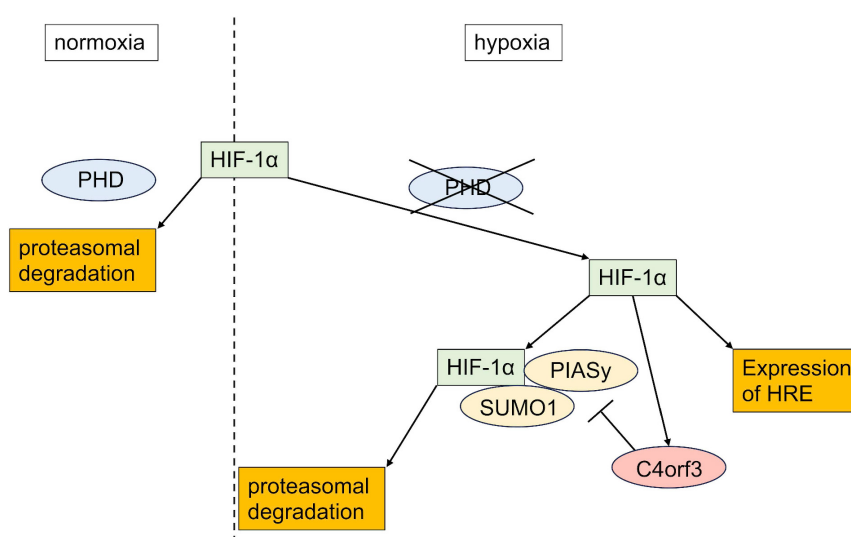 normoxia
hypoxia
HIF-1α
PHD
PHD
proteasomal
degradation
HIF-1α
HIF-1α
PIASy
SUMO1
Expression
of HRE
C4orf3
proteasomal
degradation